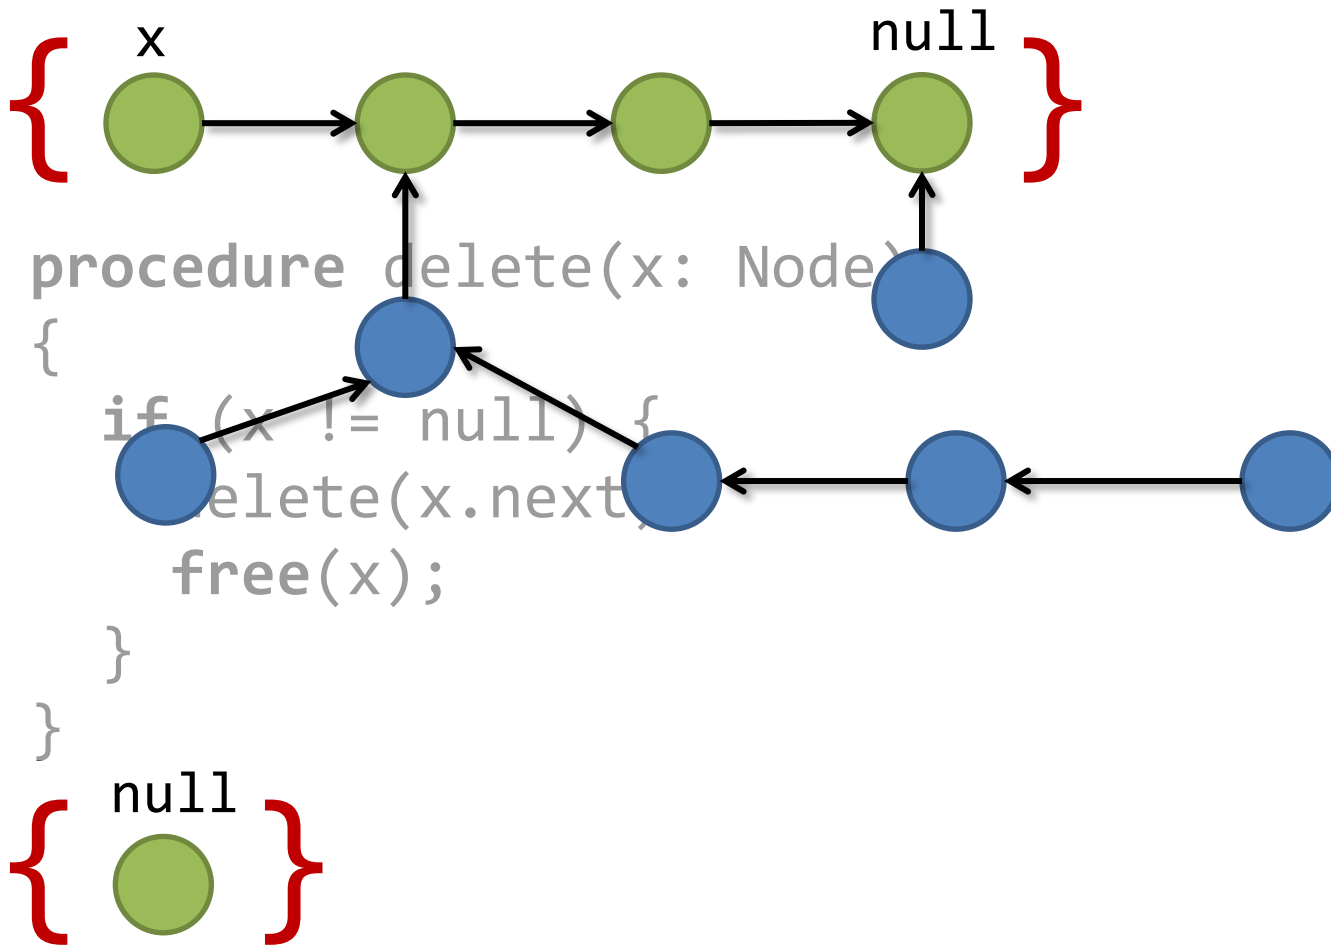 x null
{ }
procedure delete(x: Node)
{
if (x != null) {
delete(x.next)
free(x);
}
}
null
{ }